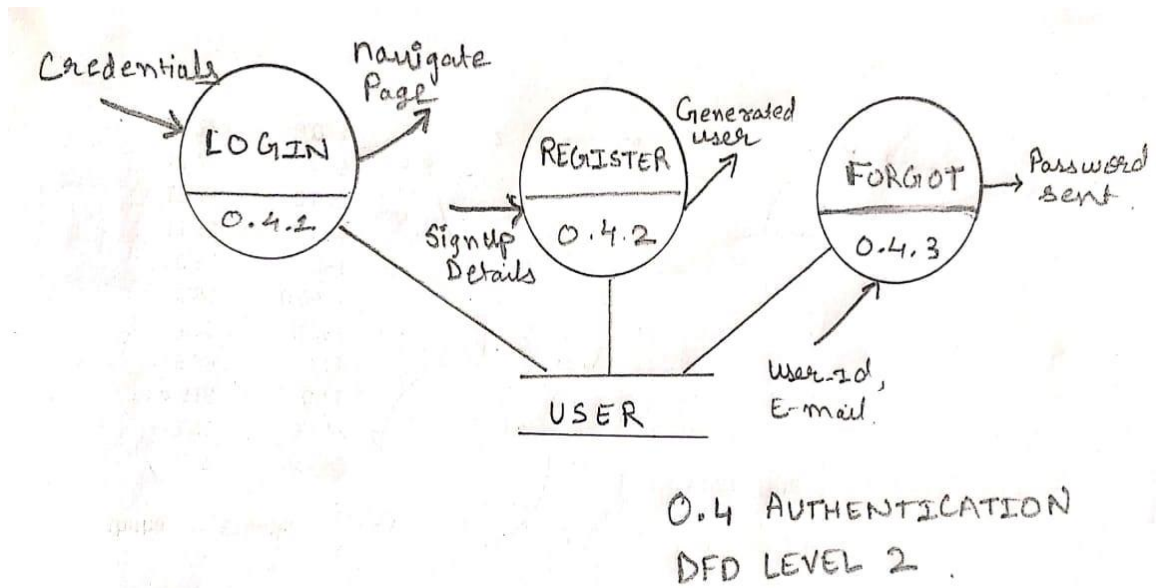 Credentials
Navigate
Page
LOGIN
0.4.1
Generated
user
REGISTER
0.4.2
SignUp
Details
FORGOT
0.4.3
Password
sent.
User-Id,
E-mail.
USER
0.4 AUTHENTICATION
DFD LEVEL 2.